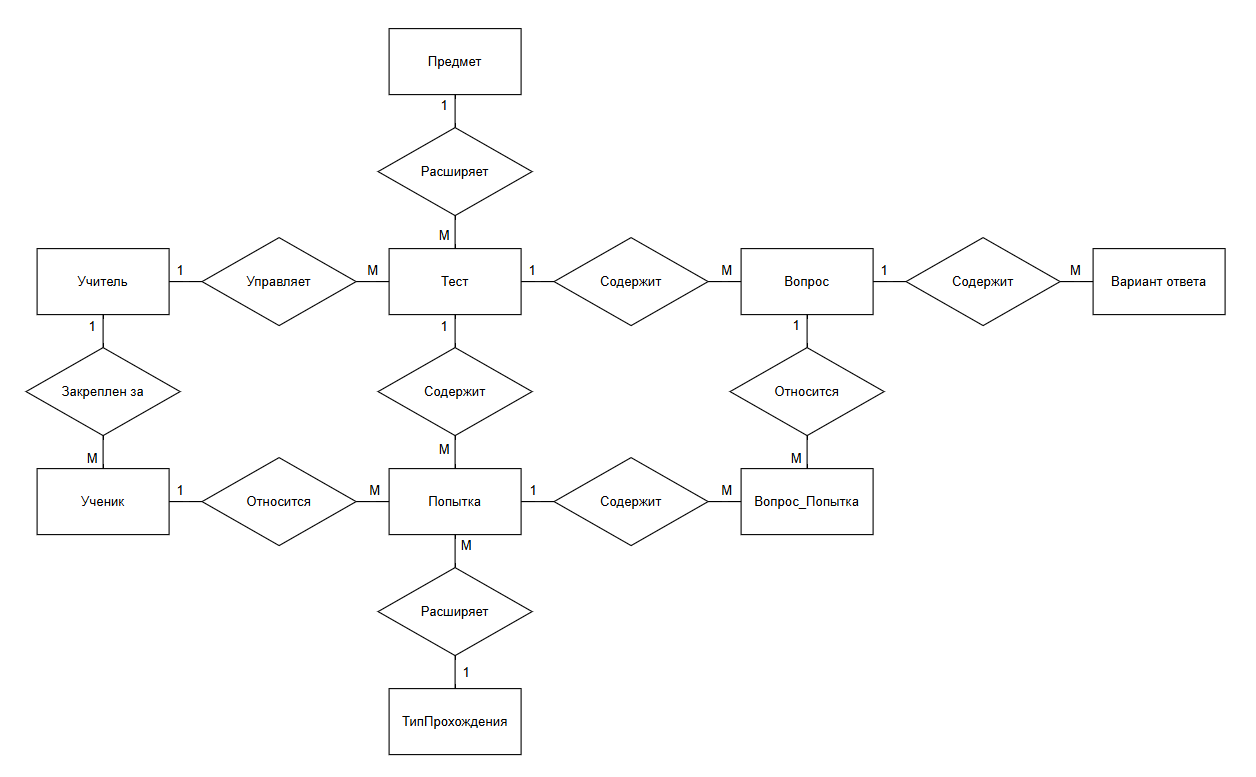 Предмет
1
Расширяет
М
Учитель
1
Управляет
М
Тест
1
Содержит
М
Вопрос
1
Содержит
М
Вариант ответа
1
1
1
Закреплен за
Содержит
Относится
М
М
М
Ученик
1
Относится
М
Попытка
1
Содержит
М
Вопрос_Попытка
М
Расширяет
1
ТипПрохождения